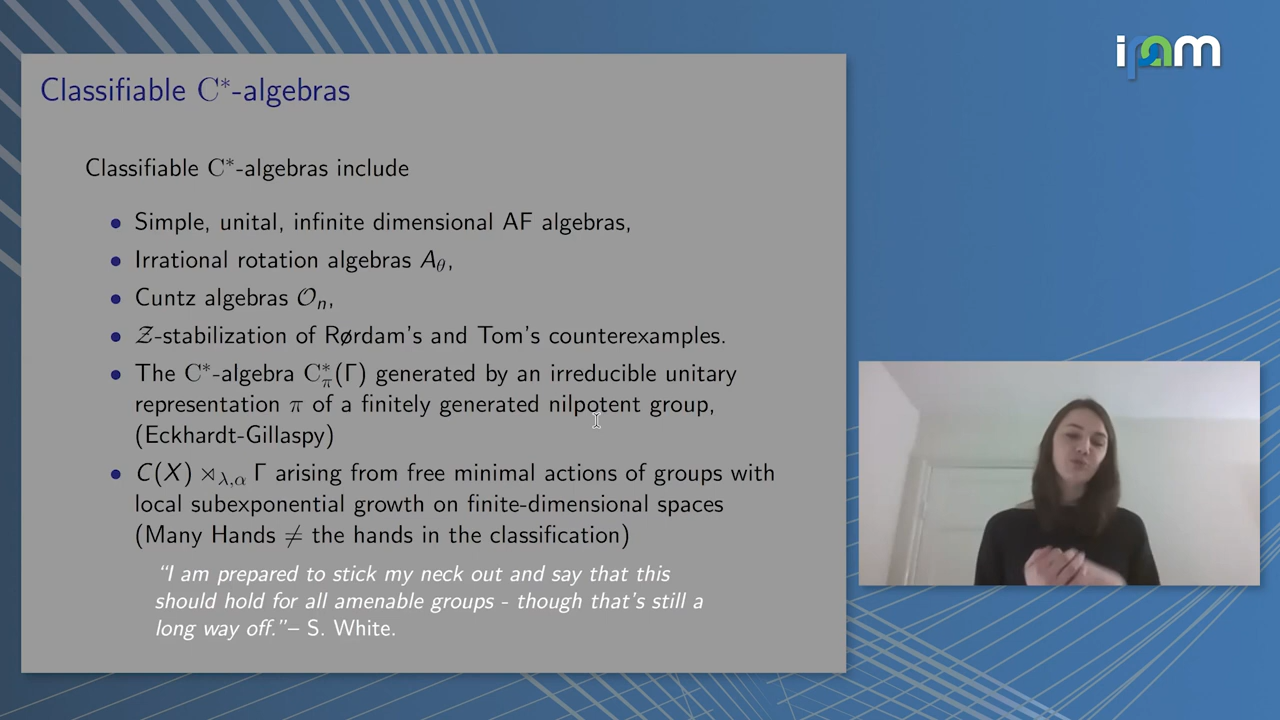 ipam
Classifiable C*-algebras
Classifiable C*-algebras include
• Simple, unital, infinite dimensional AF algebras,
• Irrational rotation algebras A_θ,
• Cuntz algebras 𝒪_n,
• 𝒵-stabilization of Rørdam's and Tom's counterexamples.
• The C*-algebra C*_π(Γ) generated by an irreducible unitary
representation π of a finitely generated nilpotent group,
(Eckhardt-Gillaspy)
• C(X) ⋊_{λ,α} Γ arising from free minimal actions of groups with
local subexponential growth on finite-dimensional spaces
(Many Hands ≠ the hands in the classification)
“I am prepared to stick my neck out and say that this
should hold for all amenable groups - though that's still a
long way off.”– S. White.